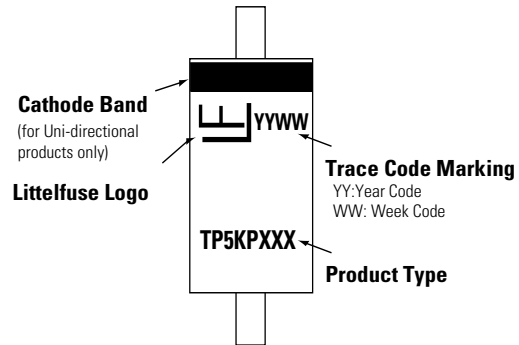 Cathode Band
(for Uni-directional
products only)
Littelfuse Logo
YYWW
Trace Code Marking
YY:Year Code
WW: Week Code
TP5KPXXX
Product Type